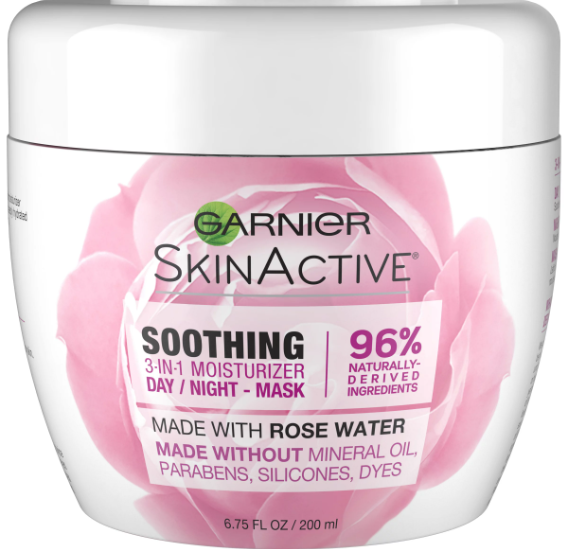 GARNIER
SKINACTIVE®
SOOTHING
3-IN-1 MOISTURIZER
DAY / NIGHT - MASK
96%
NATURALLY-
DERIVED
INGREDIENTS
MADE WITH ROSE WATER
MADE WITHOUT MINERAL OIL,
PARABENS, SILICONES, DYES
6.75 FL OZ / 200 ml